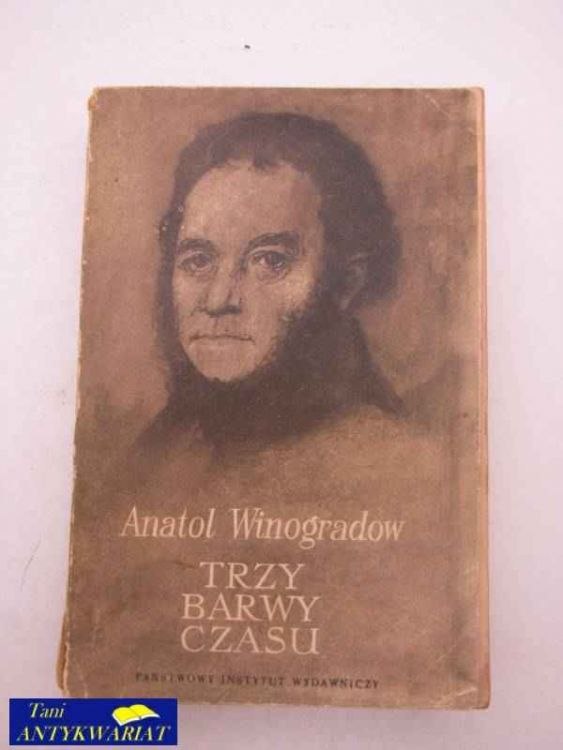 Anatol Winogradow
TRZY
BARWY
CZASU
PAŃSTWOWY INSTYTUT WYDAWNICZY
Tani
ANTYKWARIAT